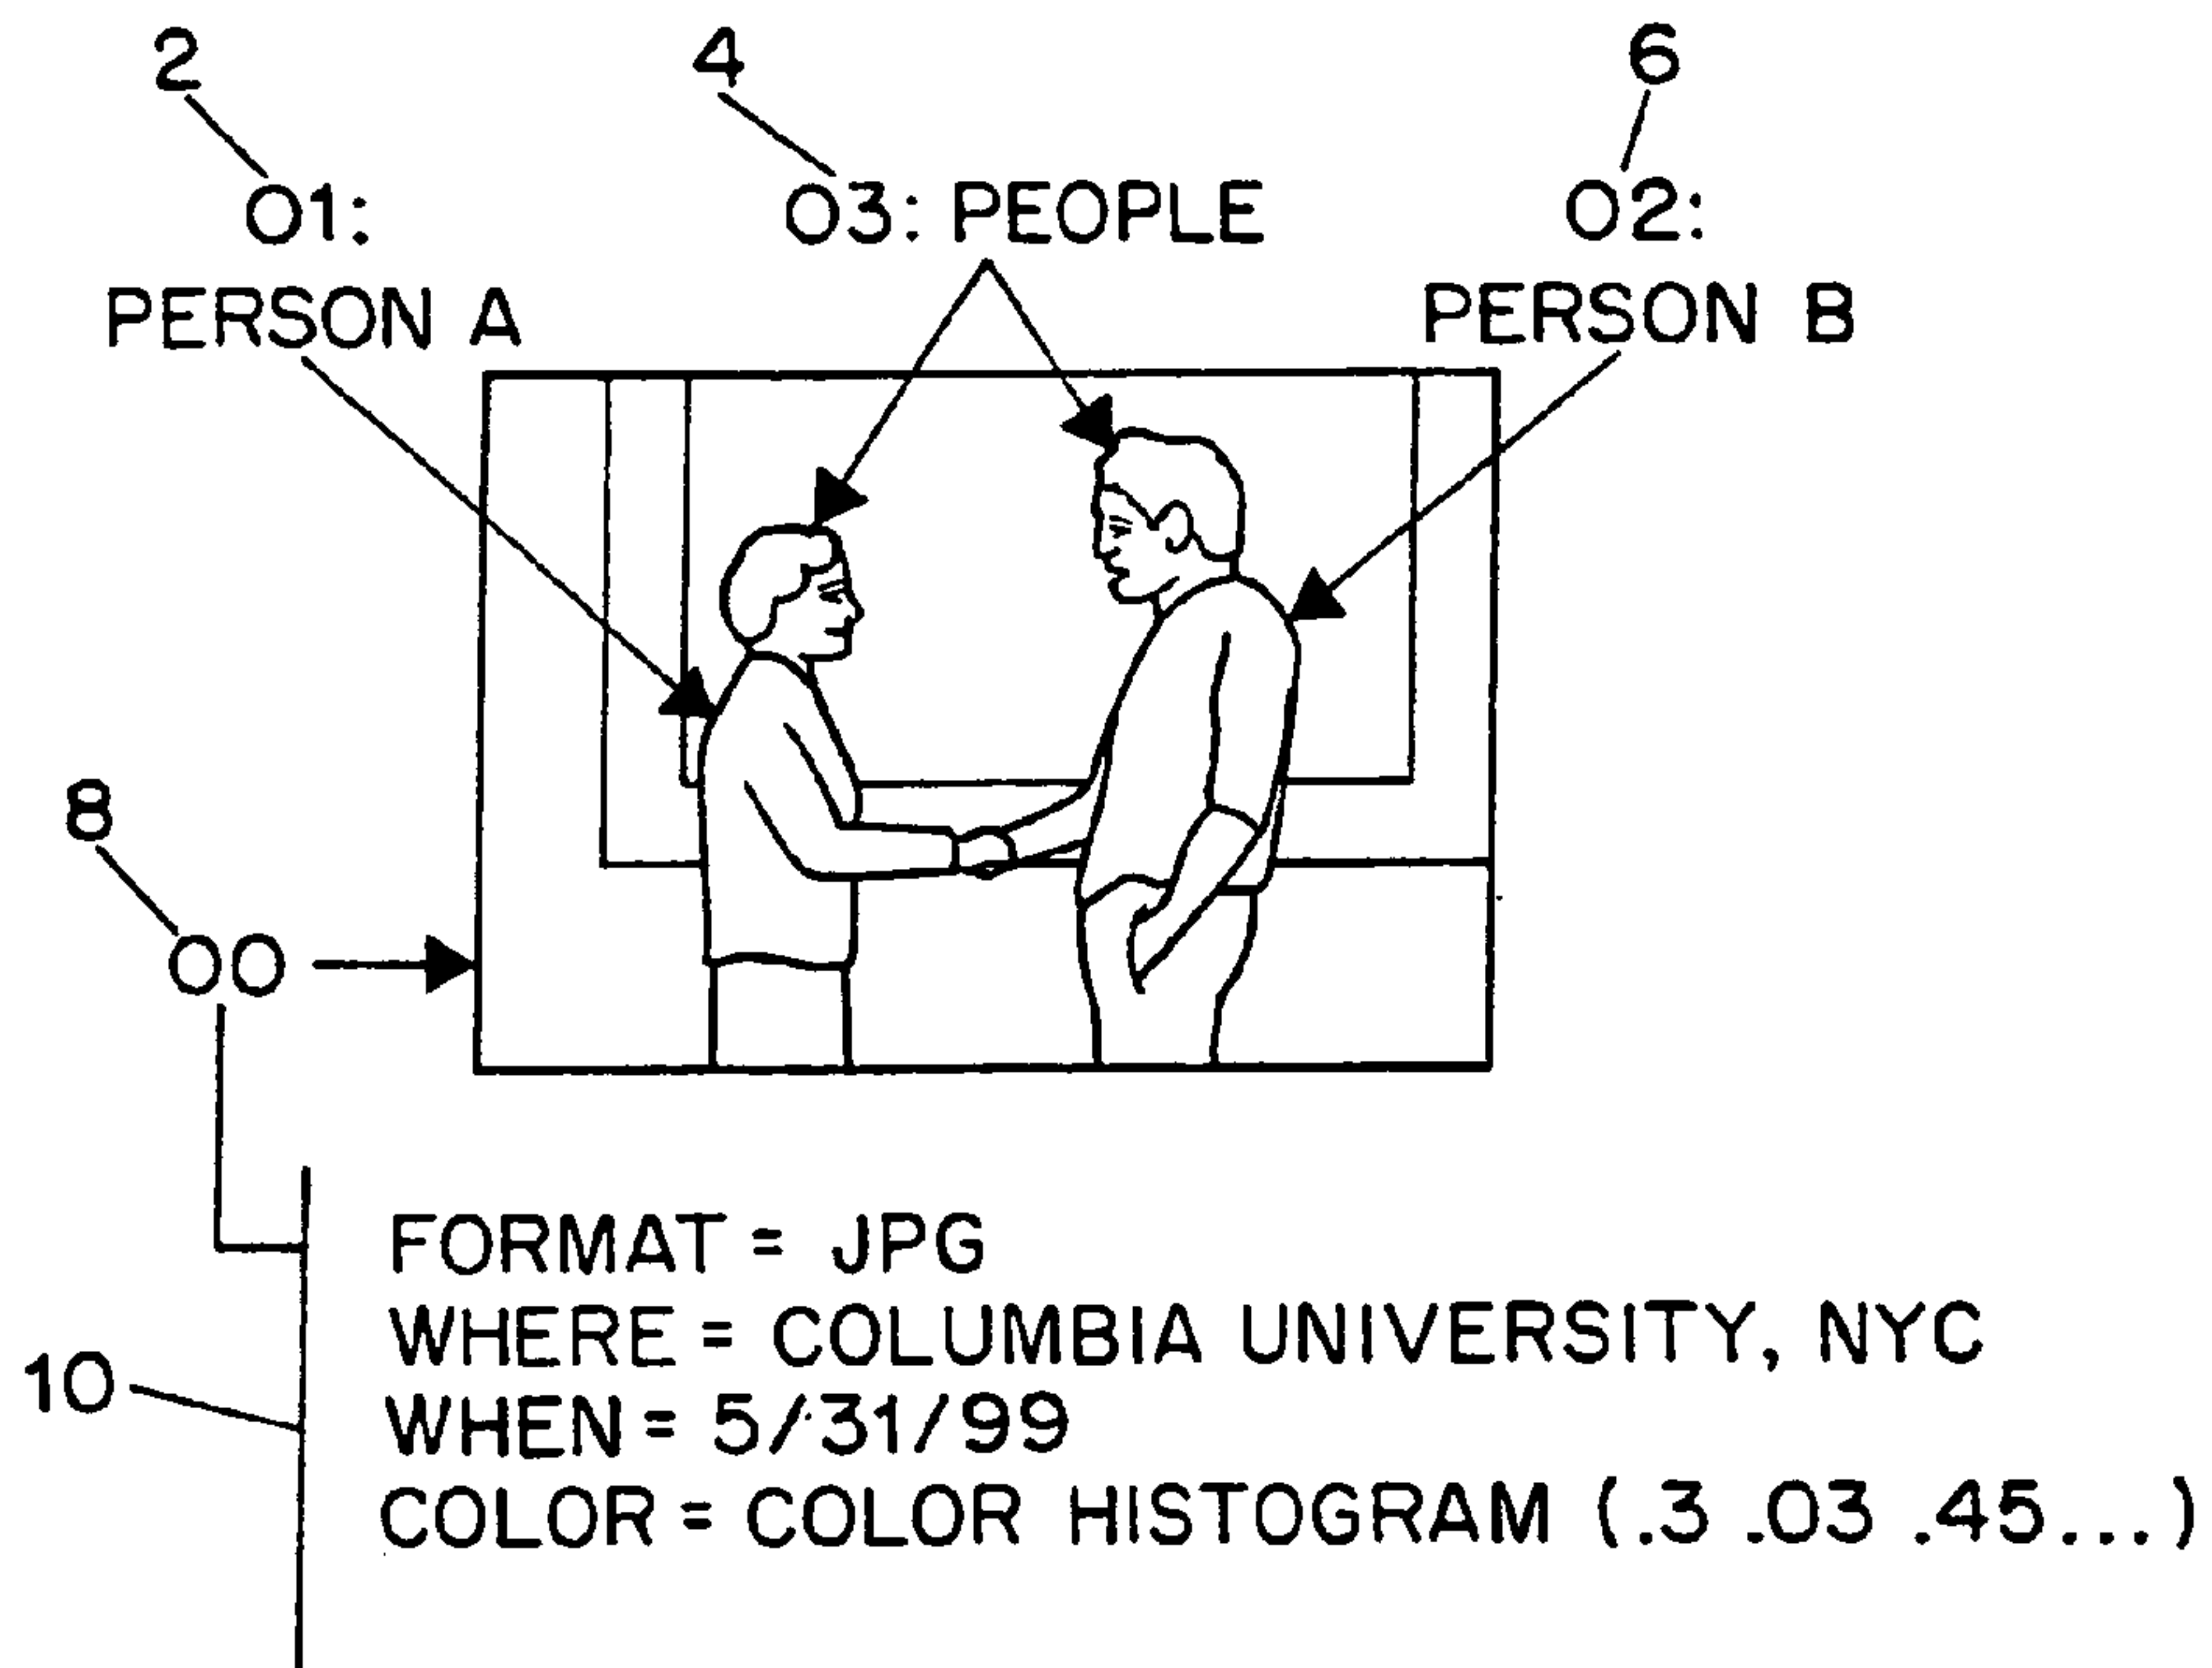 2 4 6
O1: O3: PEOPLE O2:
PERSON A PERSON B
8
O0
FORMAT = JPG
WHERE = COLUMBIA UNIVERSITY, NYC
10
WHEN = 5/31/99
COLOR = COLOR HISTOGRAM (.3 .03 .45...)